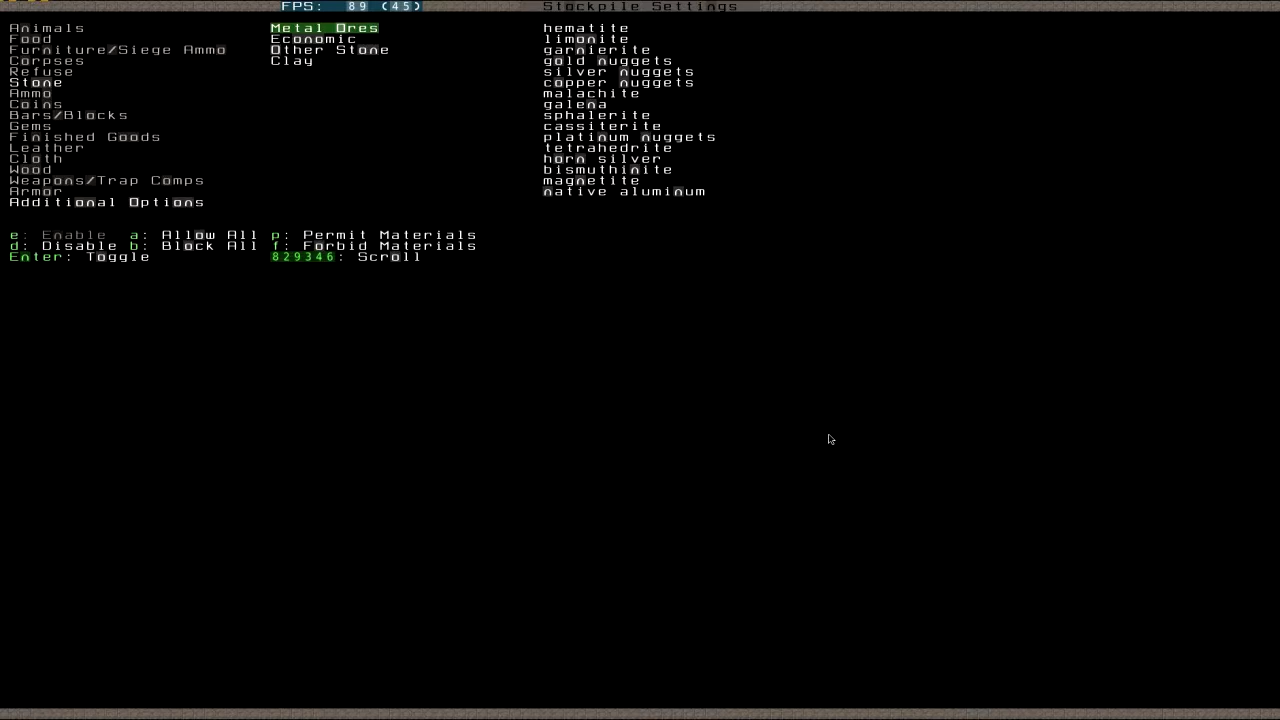 FPS: 89 (45) Stockpile Settings
Animals Metal Ores hematite
Food Economic limonite
Furniture/Siege Ammo Other Stone garnierite
Corpses Clay gold nuggets
Refuse silver nuggets
Stone copper nuggets
Ammo malachite
Coins galena
Bars/Blocks sphalerite
Gems cassiterite
Finished Goods platinum nuggets
Leather tetrahedrite
Cloth horn silver
Wood bismuthinite
Weapons/Trap Comps magnetite
Armor native aluminum
Additional Options
e: Enable a: Allow All p: Permit Materials
d: Disable b: Block All f: Forbid Materials
Enter: Toggle 829346: Scroll